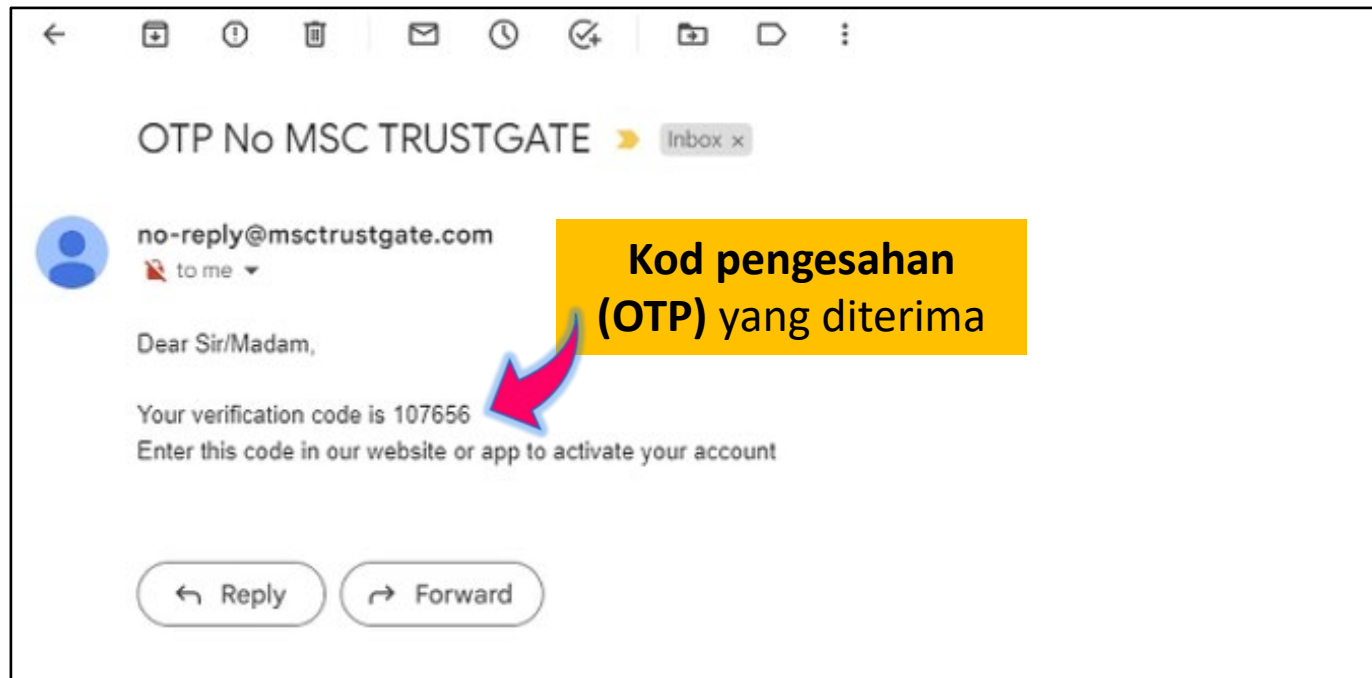 OTP No MSC TRUSTGATE
Inbox ×
no-reply@msctrustgate.com
to me
Kod pengesahan
(OTP) yang diterima
Dear Sir/Madam,
Your verification code is 107656
Enter this code in our website or app to activate your account
Reply
Forward